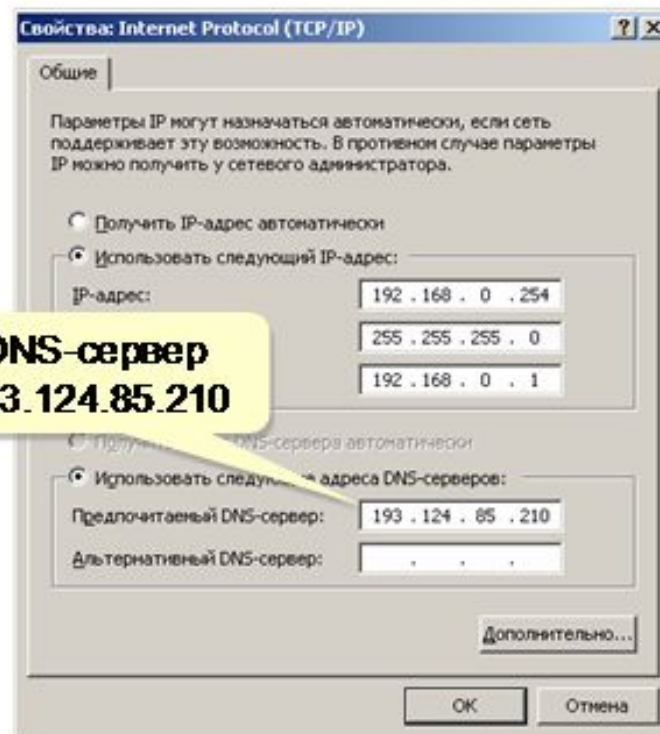 Свойства: Internet Protocol (TCP/IP)
Общие
Параметры IP могут назначаться автоматически, если сеть
поддерживает эту возможность. В противном случае параметры
IP можно получить у сетевого администратора.
Получить IP-адрес автоматически
Использовать следующий IP-адрес:
IP-адрес: 192 . 168 . 0 . 254
255 . 255 . 255 . 0
192 . 168 . 0 . 1
DNS-сервер
3.124.85.210
DNS-сервера автоматически
Использовать адреса DNS-серверов:
Предпочитаемый DNS-сервер: 193 . 124 . 85 . 210
Альтернативный DNS-сервер: . . .
Дополнительно...
OK Отмена